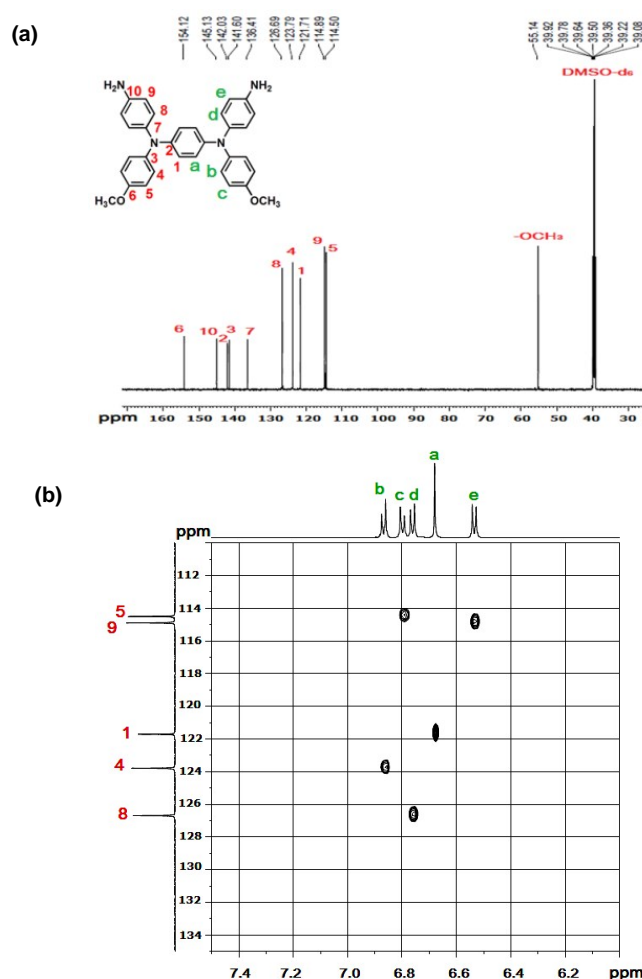 (a)
154.12
145.13
142.03
141.60
136.41
126.69
123.79
121.71
114.89
114.50
55.14
39.92
39.78
39.64
39.50
39.36
39.22
39.08
DMSO-d6
H2N
NH2
10 9
8
7
N
2
N
3
1
4
6 5
H3CO
e
d
a
b
c
OCH3
-OCH3
6
10
2
3
7
8
4
1
9
5
ppm 160 150 140 130 120 110 100 90 80 70 60 50 40 30
(b)
a
b c d e
ppm
112
114
116
118
120
122
124
126
128
130
132
134
5
9
1
4
8
7.4 7.2 7.0 6.8 6.6 6.4 6.2 ppm